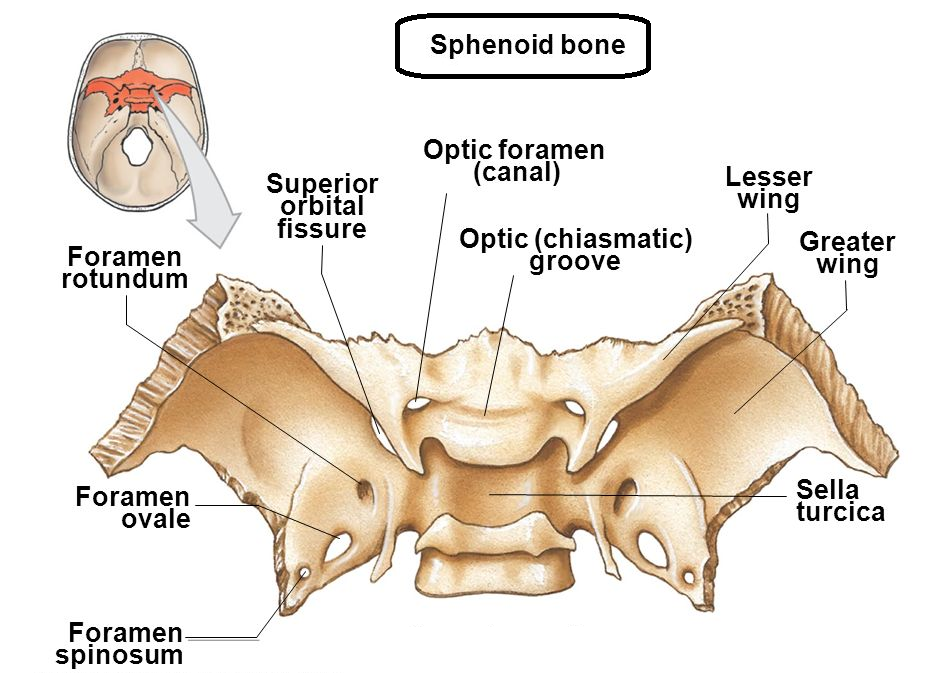 Sphenoid bone
Optic foramen
(canal)
Superior
orbital
fissure
Lesser
wing
Optic (chiasmatic)
groove
Greater
wing
Foramen
rotundum
Foramen
ovale
Sella
turcica
Foramen
spinosum